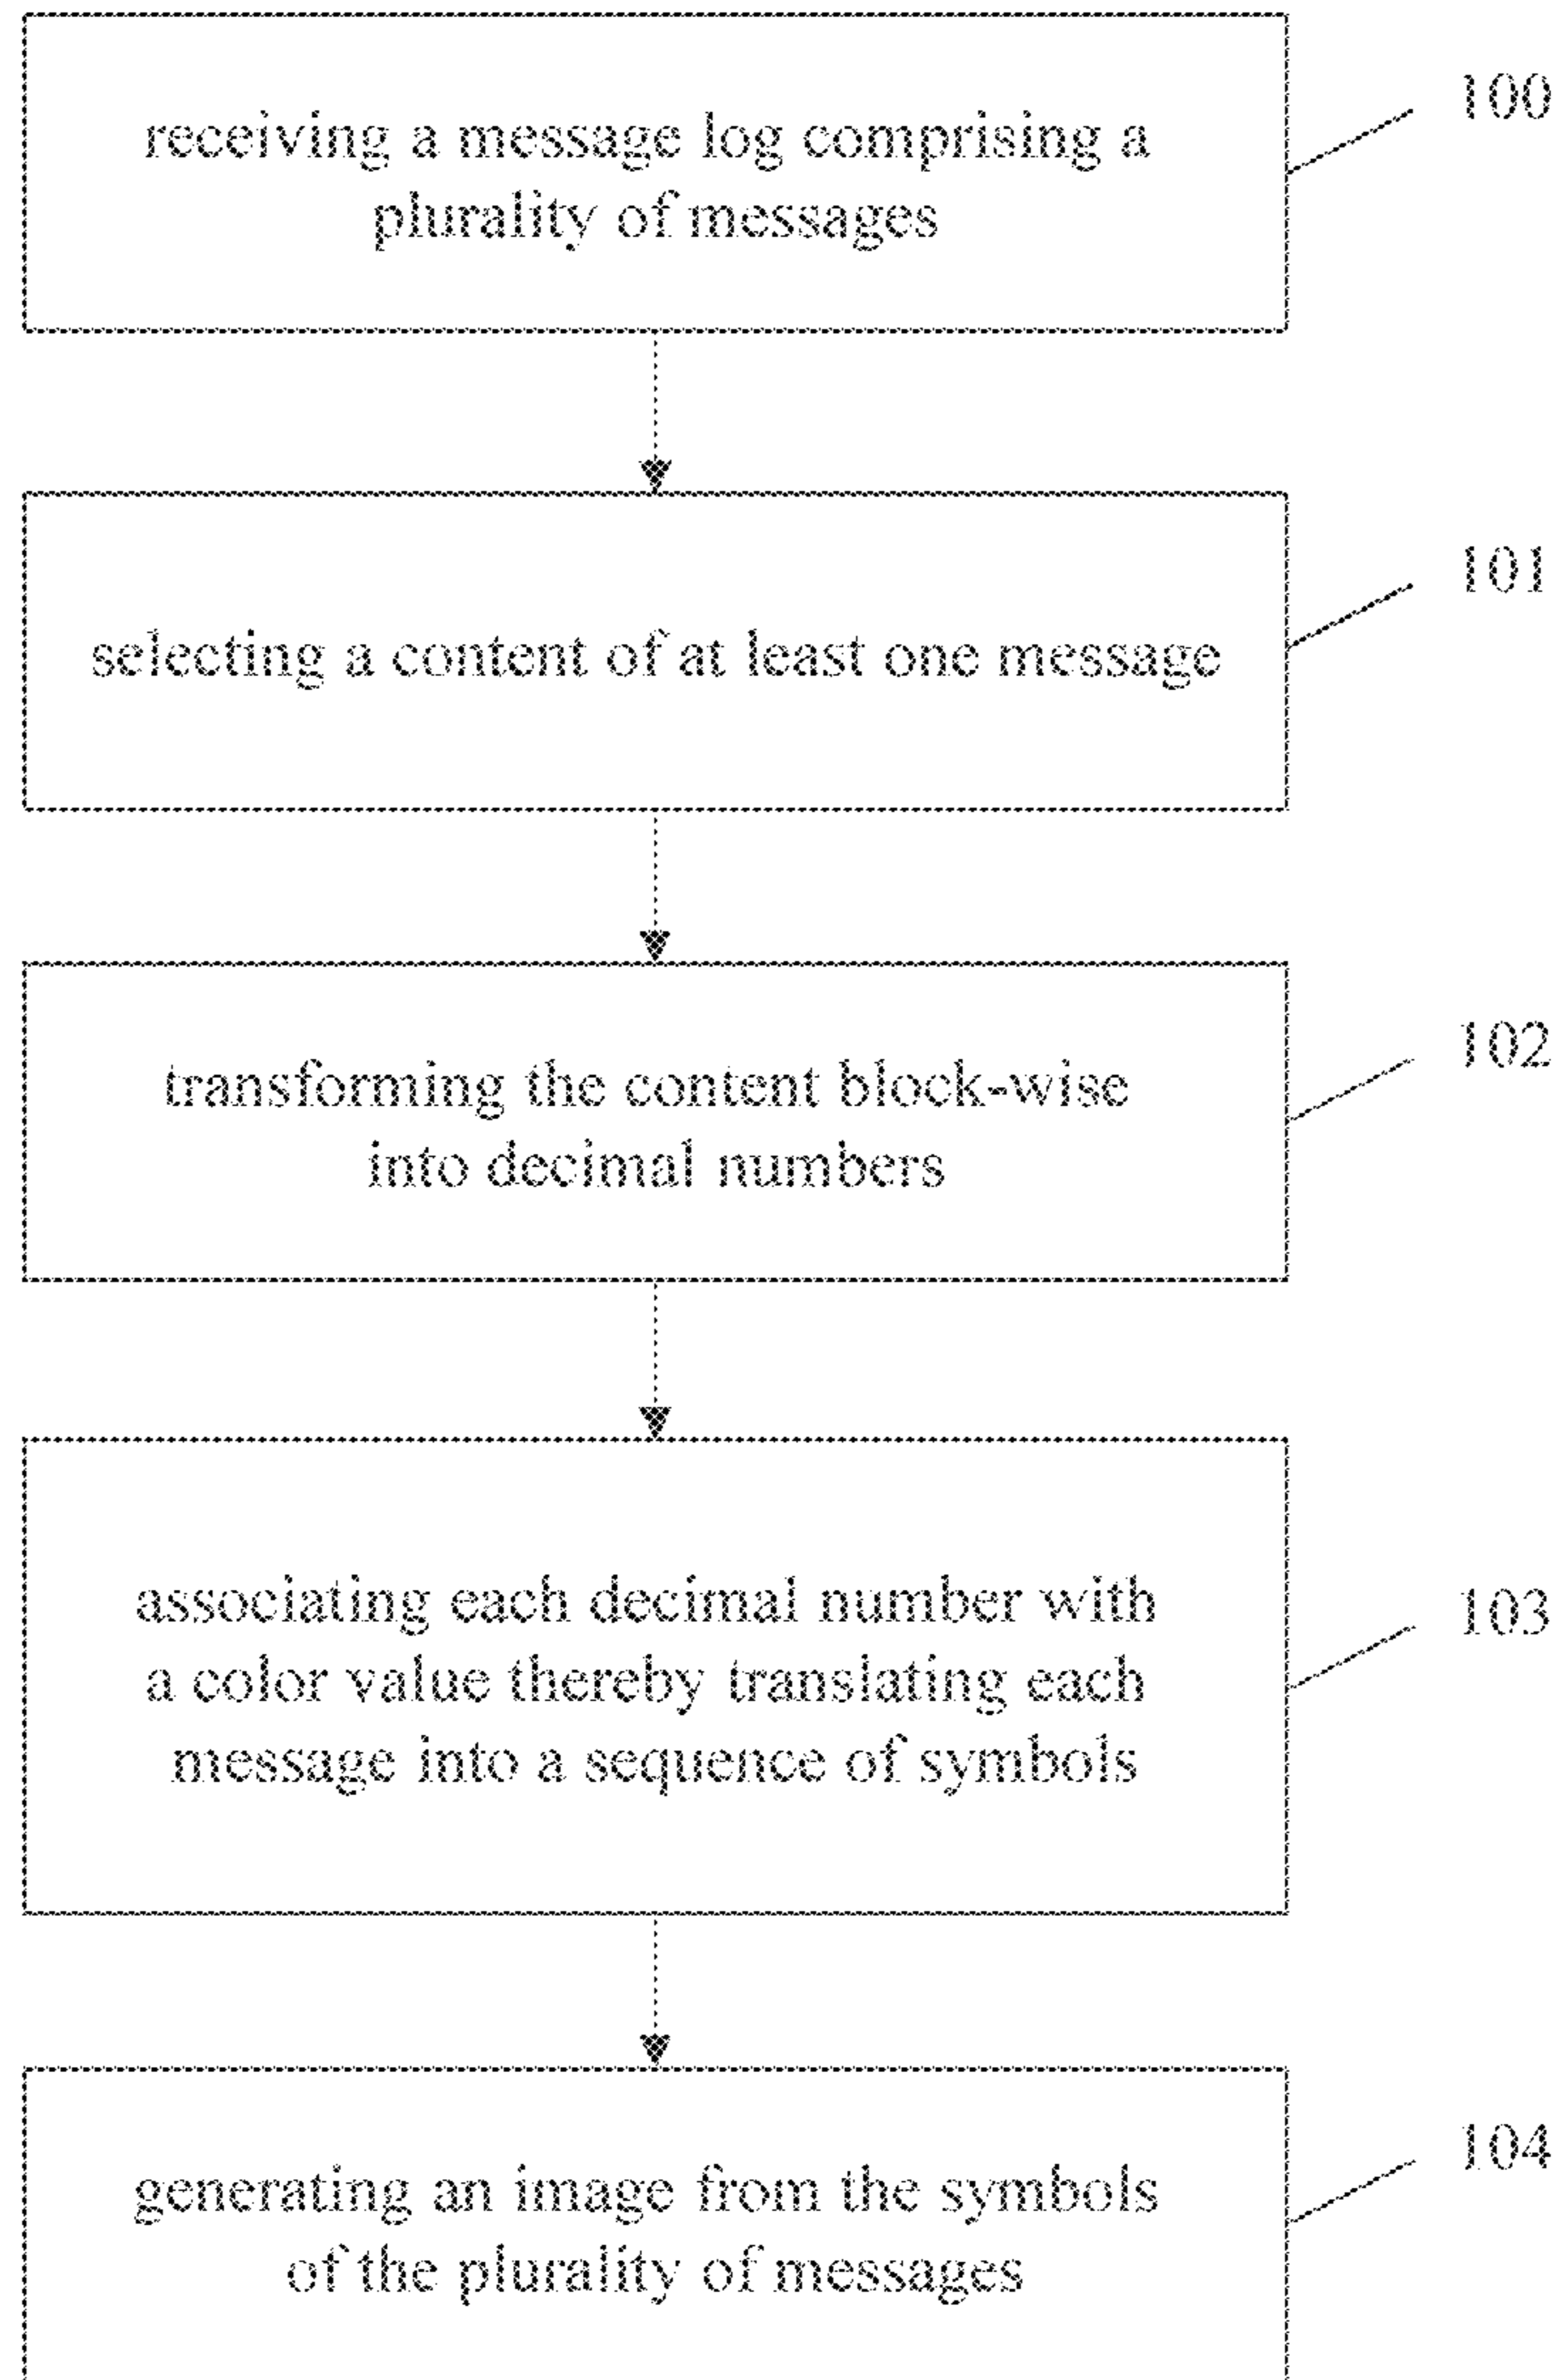 receiving a message log comprising a
plurality of messages
100
selecting a content of at least one message
101
transforming the content block-wise
into decimal numbers
102
associating each decimal number with
a color value thereby translating each
message into a sequence of symbols
103
generating an image from the symbols
of the plurality of messages
104